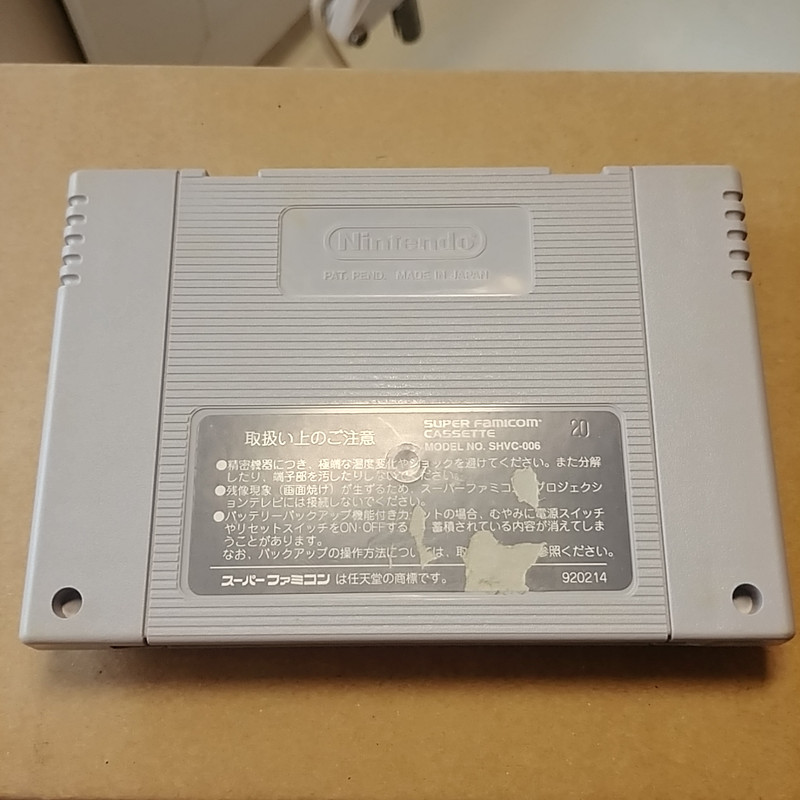 Nintendo
PAT. PEND. MADE IN JAPAN
取扱い上のご注意
SUPER FAMICOM
CASSETTE
MODEL NO. SHVC-006
20
●精密機器につき、極端な温度変化やショックを避けてください。また分解
したり、端子部を汚したりしないでください。
●残像現象(画面焼け)が生ずるため、スーパーファミコン プロジェクシ
ョンテレビには接続しないでください。
●バッテリーバックアップ機能付きカ ットの場合、むやみに電源スイッチ
やリセットスイッチをON・OFFする 蓄積されている内容が消えてしま
うことがあります。
なお、バックアップの操作方法については、取 参照ください。
スーパーファミコン は任天堂の商標です。
920214